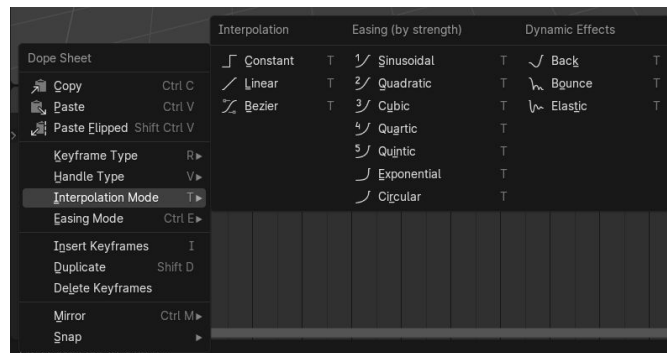 Interpolation
Constant T
Linear T
Bezier T
Easing (by strength)
1 Sinusoidal T
2 Quadratic T
3 Cubic T
4 Quartic T
5 Quintic T
Exponential T
Circular T
Dynamic Effects
Back T
Bounce T
Elastic T
Dope Sheet
Copy Ctrl C
Paste Ctrl V
Paste Flipped Shift Ctrl V
Keyframe Type R
Handle Type V
Interpolation Mode T
Easing Mode Ctrl E
Insert Keyframes I
Duplicate Shift D
Delete Keyframes
Mirror Ctrl M
Snap